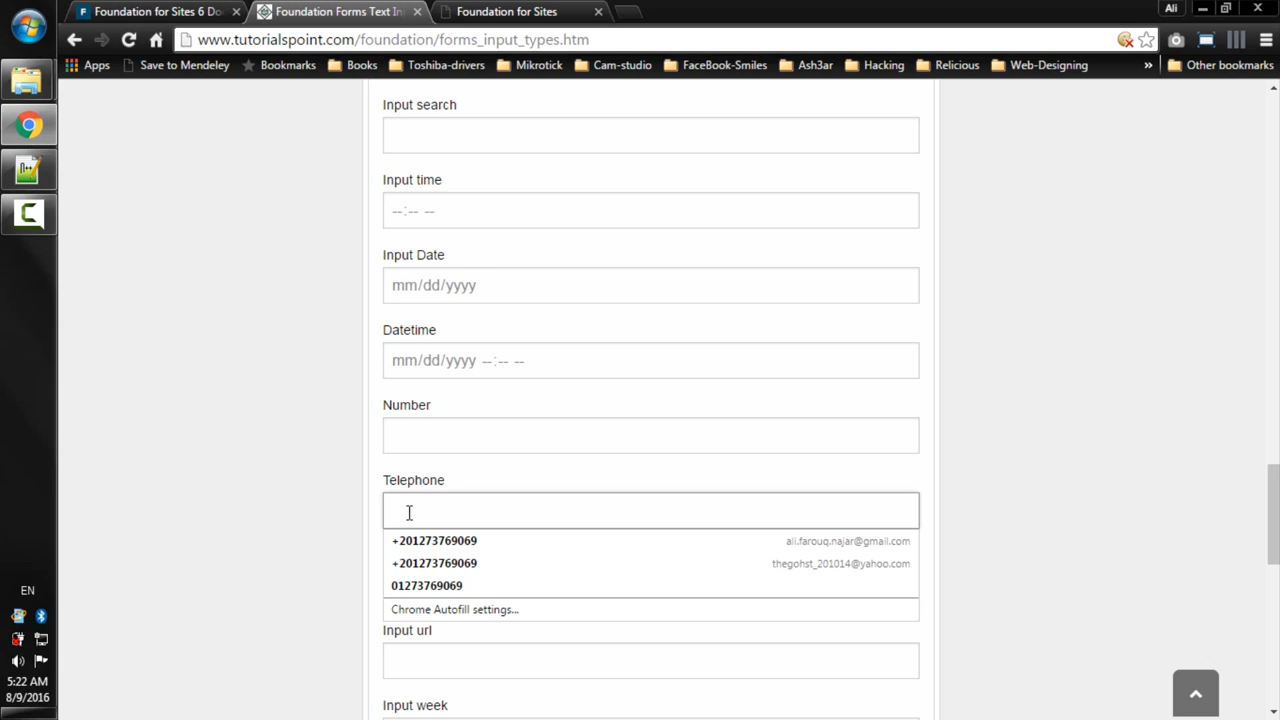 Foundation for Sites 6 Do
Foundation Forms Text In
Foundation for Sites
Ali
www.tutorialspoint.com/foundation/forms_input_types.htm
Apps
Save to Mendeley
Bookmarks
Books
Toshiba-drivers
Mikrotick
Cam-studio
FaceBook-Smiles
Ash3ar
Hacking
Relicious
Web-Designing
»
Other bookmarks
Input search
Input time
--:-- --
Input Date
mm/dd/yyyy
Datetime
mm/dd/yyyy --:-- --
Number
Telephone
+201273769069 ali.farouq.najar@gmail.com
+201273769069 thegohst_201014@yahoo.com
01273769069
Chrome Autofill settings...
Input url
Input week
EN
5:22 AM
8/9/2016